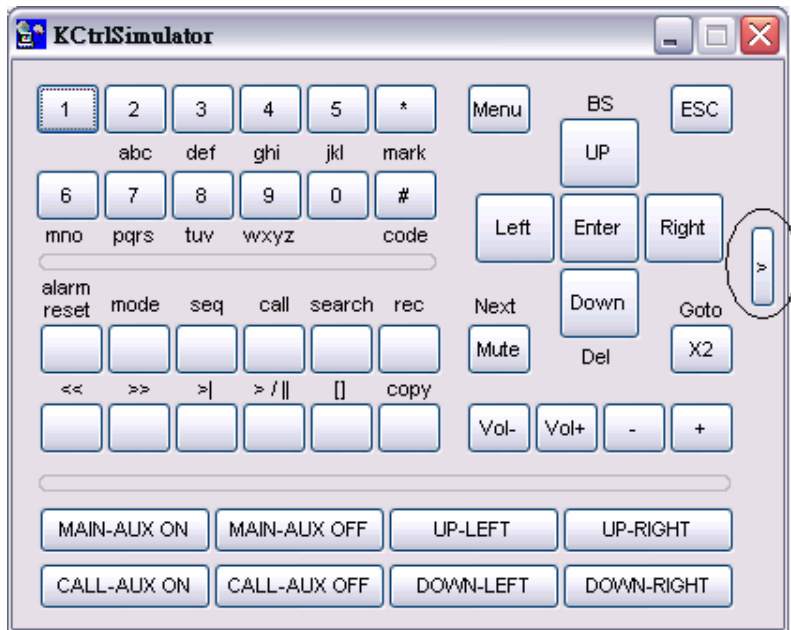 KCtrlSimulator
1 2 3 4 5 * Menu BS ESC
abc def ghi jkl mark UP
6 7 8 9 0 # Left Enter Right
mno pqrs tuv wxyz code >
alarm
reset mode seq call search rec Next Down Goto
Mute Del X2
<< >> >| > / || [] copy
Vol- Vol+ - +
MAIN-AUX ON MAIN-AUX OFF UP-LEFT UP-RIGHT
CALL-AUX ON CALL-AUX OFF DOWN-LEFT DOWN-RIGHT